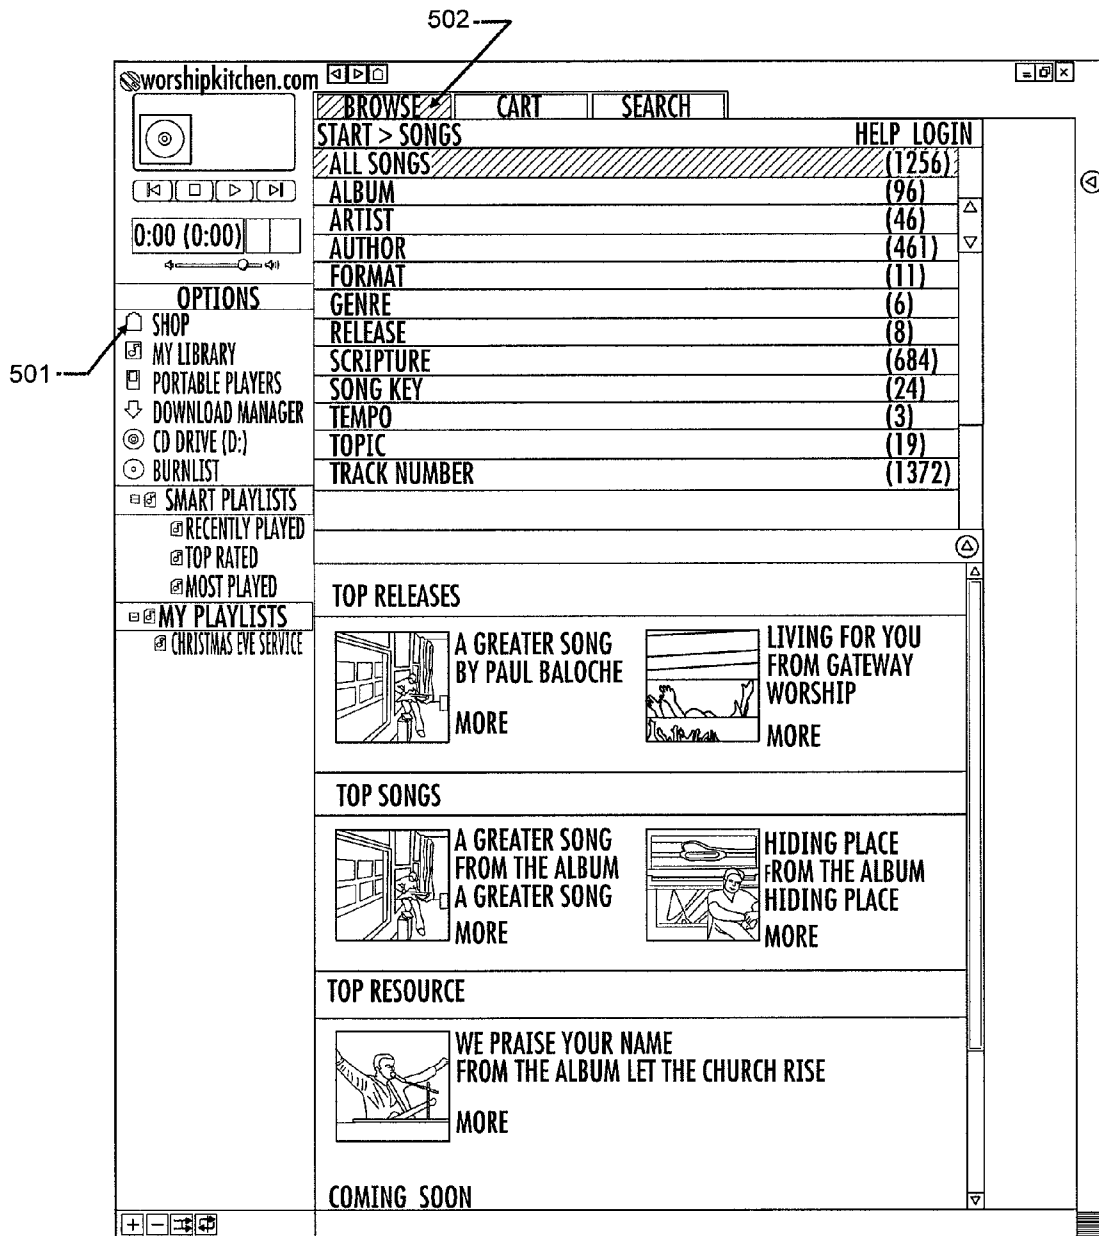 502
worshipkitchen.com
BROWSE CART SEARCH
START > SONGS HELP LOGIN
ALL SONGS (1256)
ALBUM (96)
ARTIST (46)
AUTHOR (461)
FORMAT (11)
GENRE (6)
RELEASE (8)
SCRIPTURE (684)
SONG KEY (24)
TEMPO (3)
TOPIC (19)
TRACK NUMBER (1372)
0:00 (0:00)
OPTIONS
SHOP
501
MY LIBRARY
PORTABLE PLAYERS
DOWNLOAD MANAGER
CD DRIVE (D:)
BURNLIST
SMART PLAYLISTS
RECENTLY PLAYED
TOP RATED
MOST PLAYED
MY PLAYLISTS
CHRISTMAS EVE SERVICE
TOP RELEASES
A GREATER SONG
BY PAUL BALOCHE
MORE
LIVING FOR YOU
FROM GATEWAY
WORSHIP
MORE
TOP SONGS
A GREATER SONG
FROM THE ALBUM
A GREATER SONG
MORE
HIDING PLACE
FROM THE ALBUM
HIDING PLACE
MORE
TOP RESOURCE
WE PRAISE YOUR NAME
FROM THE ALBUM LET THE CHURCH RISE
MORE
COMING SOON